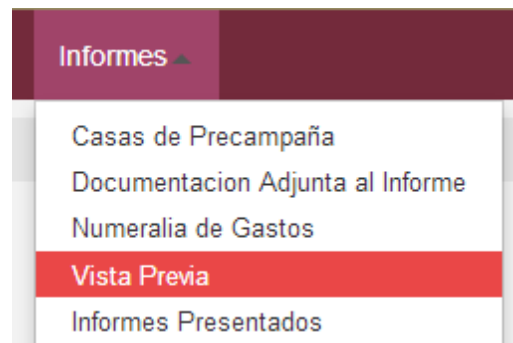 Informes
Casas de Precampaña
Documentacion Adjunta al Informe
Numeralia de Gastos
Vista Previa
Informes Presentados